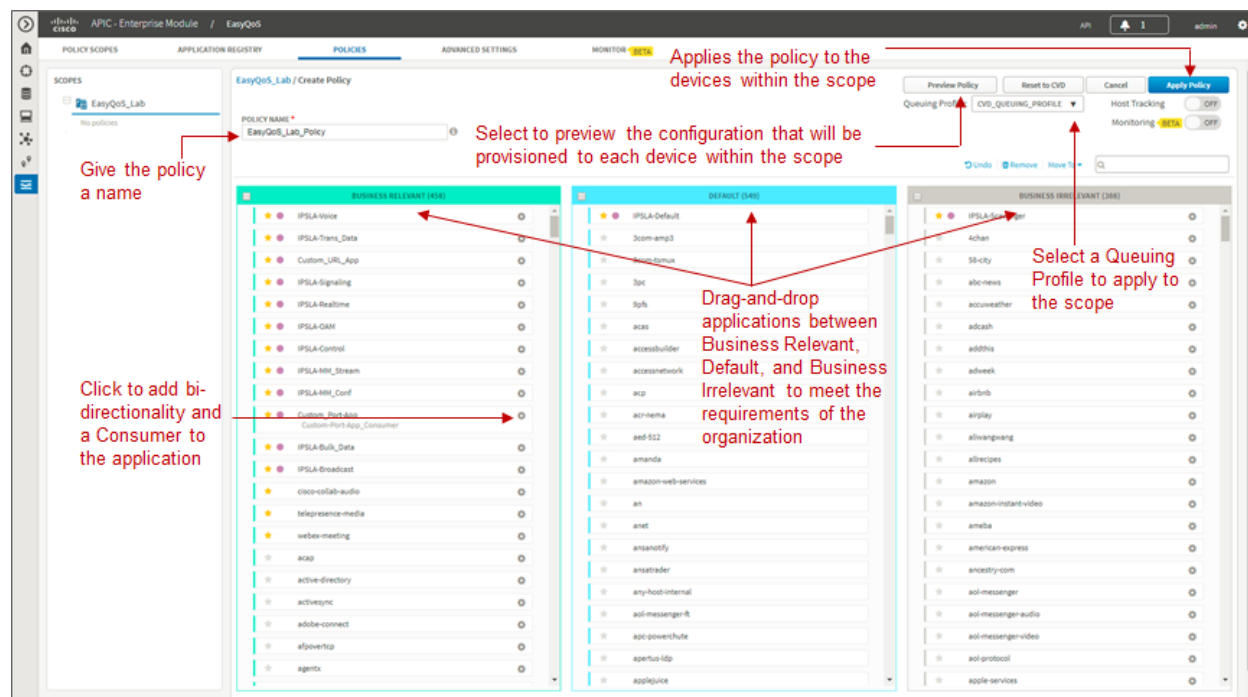 CISCO APIC - Enterprise Module / EasyQoS
API 1 admin
POLICY SCOPES APPLICATION REGISTRY POLICIES ADVANCED SETTINGS MONITOR BETA
Applies the policy to the
devices within the scope
SCOPES
EasyQoS_Lab
No policies
EasyQoS_Lab / Create Policy
Preview Policy Reset to CVD Cancel Apply Policy
Queuing Profile: CVD_QUEUING_PROFILE
Host Tracking OFF
Monitoring BETA OFF
POLICY NAME *
EasyQoS_Lab_Policy
Give the policy
a name
Select to preview the configuration that will be
provisioned to each device within the scope
Undo Remove Move To
BUSINESS RELEVANT (458)
IPSLA-Voice
IPSLA-Trans_Data
Custom_URL_App
IPSLA-Signaling
IPSLA-Realtime
IPSLA-OAM
IPSLA-Control
IPSLA-MM_Stream
IPSLA-MM_Conf
Custom_Port-App
Custom-Port-App_Consumer
IPSLA-Bulk_Data
IPSLA-Broadcast
cisco-collab-audio
telepresence-media
webex-meeting
acap
active-directory
activesync
adobe-connect
afpovertcp
agentx
Click to add bi-
directionality and
a Consumer to
the application
DEFAULT (549)
IPSLA-Default
3com-amp3
3com-tsmux
3pc
9pfs
acas
accessbuilder
accessnetwork
acp
acr-nema
aed-512
amanda
amazon-web-services
an
anet
ansanotify
ansatrader
any-host-internal
aol-messenger-ft
apc-powerchute
apertus-ldp
applejuice
Drag-and-drop
applications between
Business Relevant,
Default, and Business
Irrelevant to meet the
requirements of the
organization
BUSINESS IRRELEVANT (386)
IPSLA-Scavenger
4chan
58-city
abc-news
accuweather
adcash
addthis
adweek
airbnb
airplay
aliwangwang
allrecipes
amazon
amazon-instant-video
ameba
american-express
ancestry-com
aol-messenger
aol-messenger-audio
aol-messenger-video
aol-protocol
apple-services
Select a Queuing
Profile to apply to
the scope